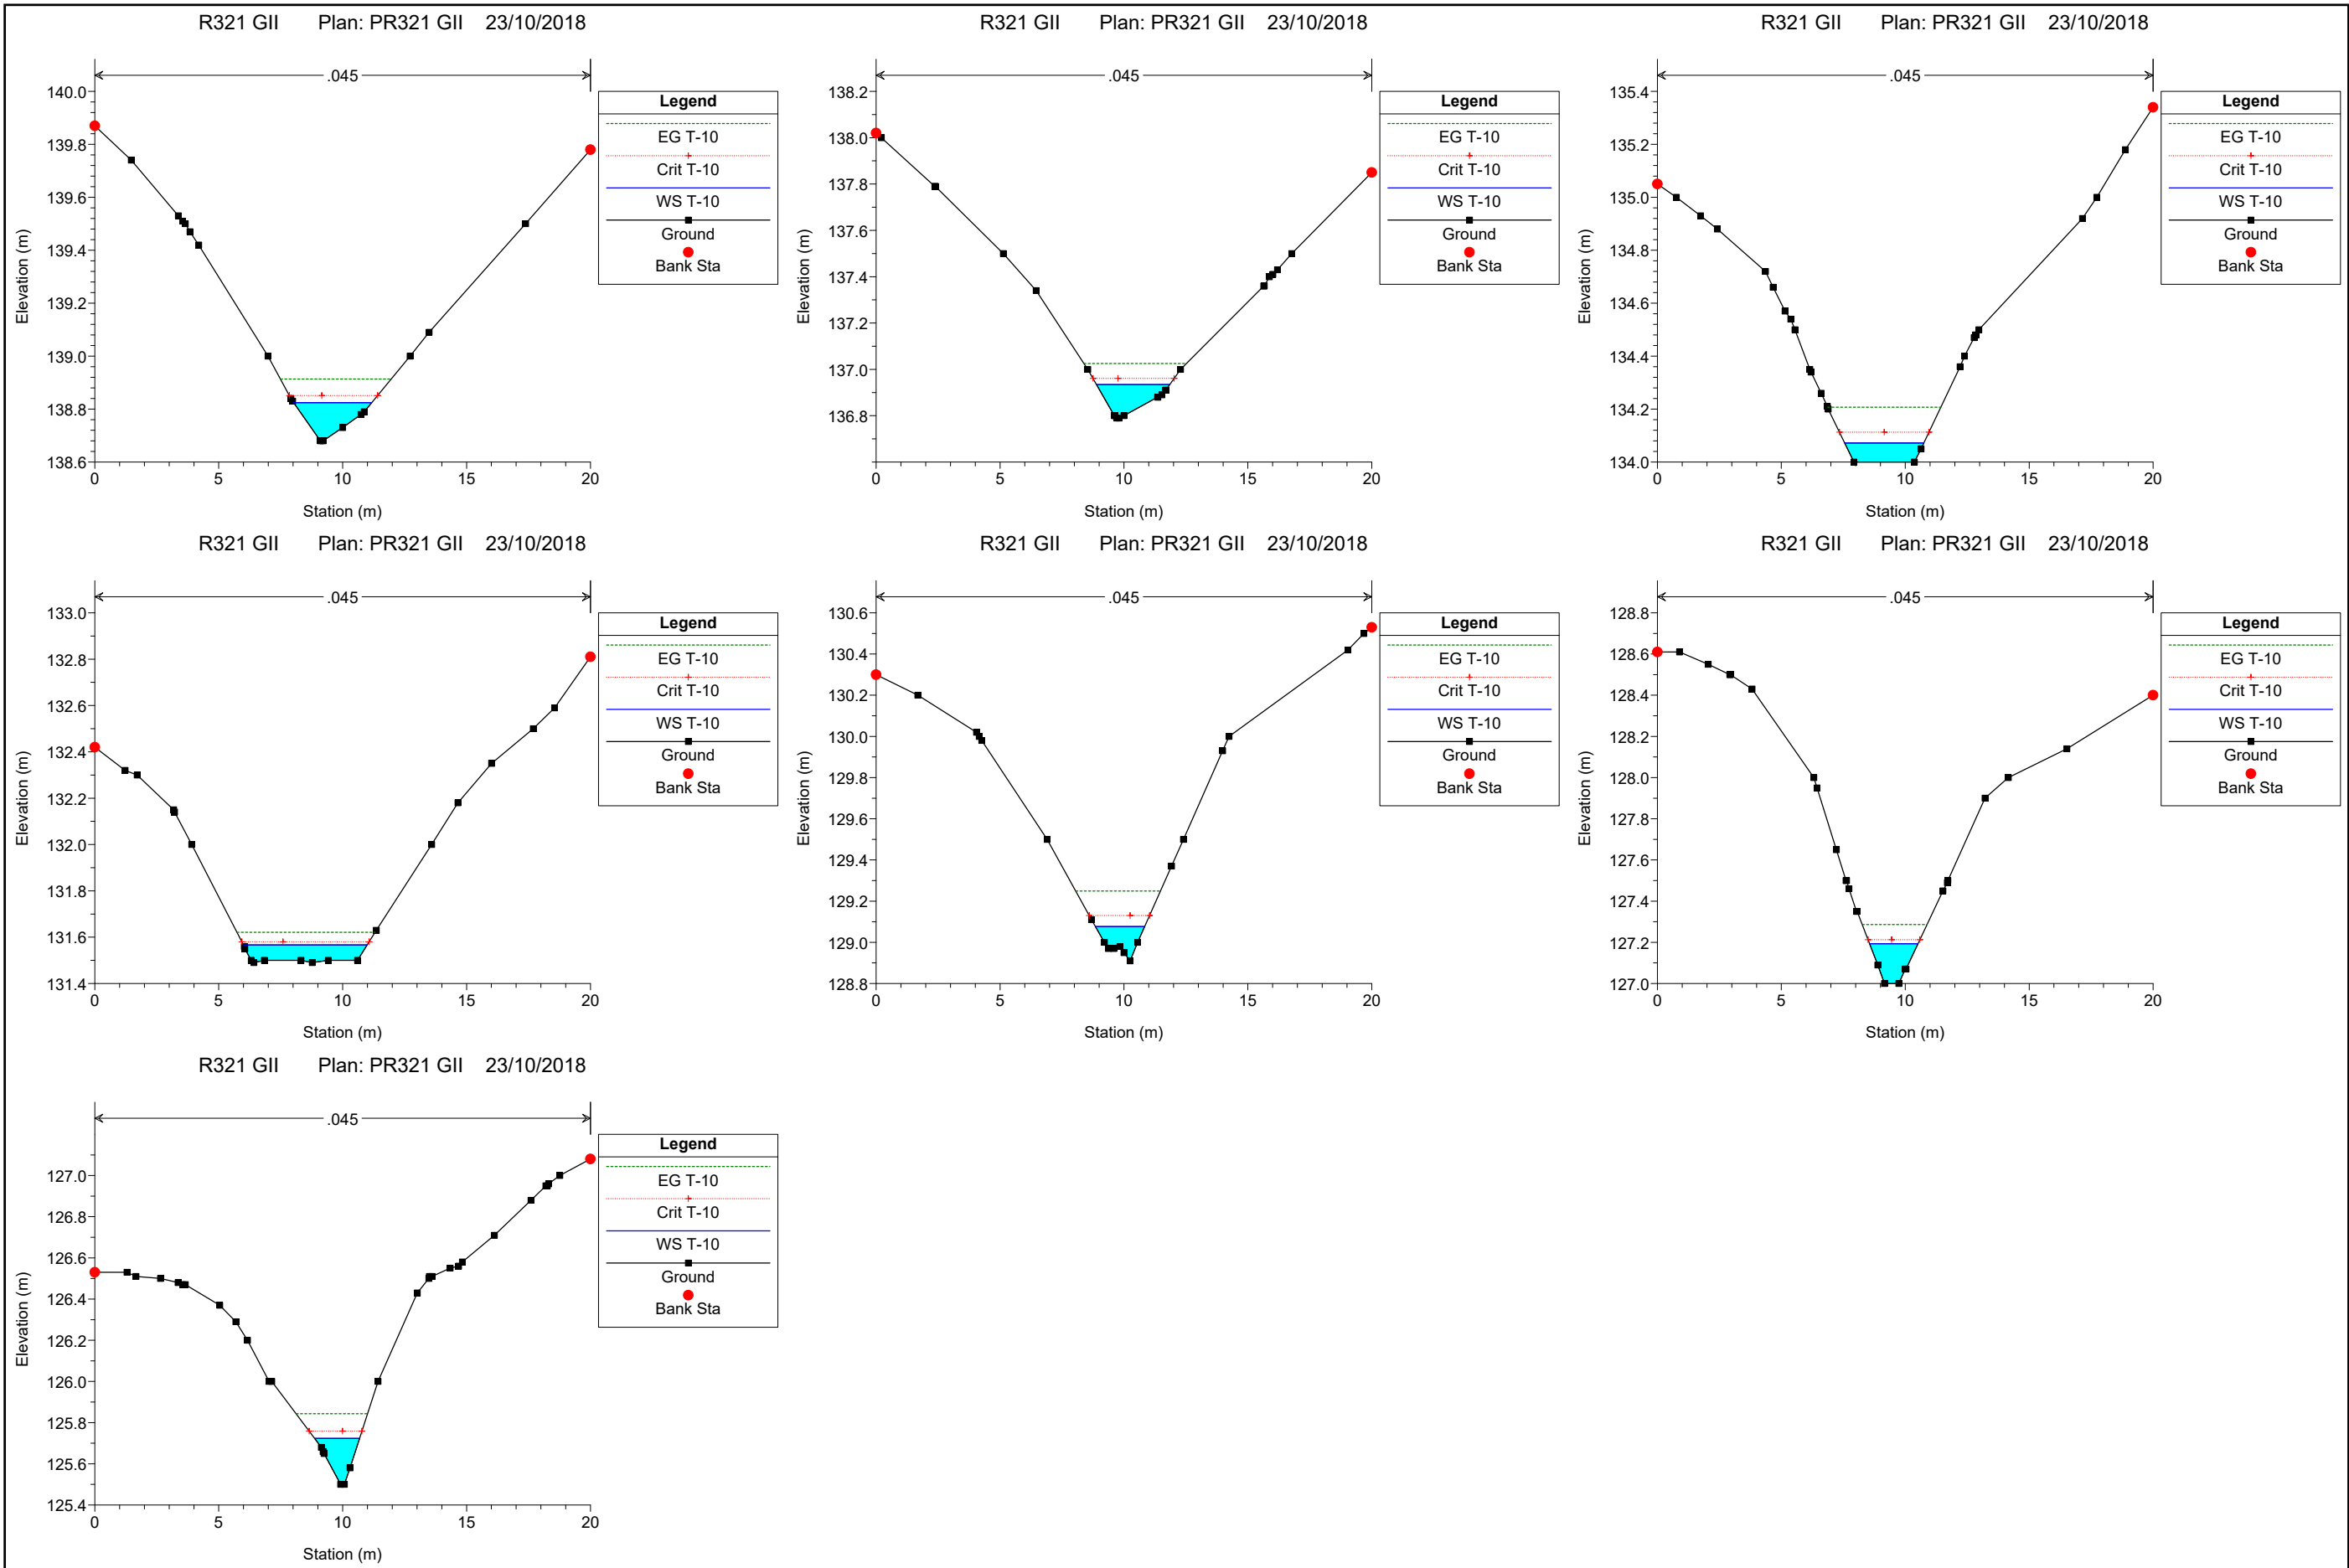 R321 GII Plan: PR321 GII 23/10/2018
.045
140.0
139.8
139.6
139.4
139.2
139.0
138.8
138.6
Elevation (m)
0 5 10 15 20
Station (m)
Legend
EG T-10
Crit T-10
WS T-10
Ground
Bank Sta
R321 GII Plan: PR321 GII 23/10/2018
.045
138.2
138.0
137.8
137.6
137.4
137.2
137.0
136.8
Elevation (m)
0 5 10 15 20
Station (m)
Legend
EG T-10
Crit T-10
WS T-10
Ground
Bank Sta
R321 GII Plan: PR321 GII 23/10/2018
.045
135.4
135.2
135.0
134.8
134.6
134.4
134.2
134.0
Elevation (m)
0 5 10 15 20
Station (m)
Legend
EG T-10
Crit T-10
WS T-10
Ground
Bank Sta
R321 GII Plan: PR321 GII 23/10/2018
.045
133.0
132.8
132.6
132.4
132.2
132.0
131.8
131.6
131.4
Elevation (m)
0 5 10 15 20
Station (m)
Legend
EG T-10
Crit T-10
WS T-10
Ground
Bank Sta
R321 GII Plan: PR321 GII 23/10/2018
.045
130.6
130.4
130.2
130.0
129.8
129.6
129.4
129.2
129.0
128.8
Elevation (m)
0 5 10 15 20
Station (m)
Legend
EG T-10
Crit T-10
WS T-10
Ground
Bank Sta
R321 GII Plan: PR321 GII 23/10/2018
.045
128.8
128.6
128.4
128.2
128.0
127.8
127.6
127.4
127.2
127.0
Elevation (m)
0 5 10 15 20
Station (m)
Legend
EG T-10
Crit T-10
WS T-10
Ground
Bank Sta
R321 GII Plan: PR321 GII 23/10/2018
.045
127.0
126.8
126.6
126.4
126.2
126.0
125.8
125.6
125.4
Elevation (m)
0 5 10 15 20
Station (m)
Legend
EG T-10
Crit T-10
WS T-10
Ground
Bank Sta